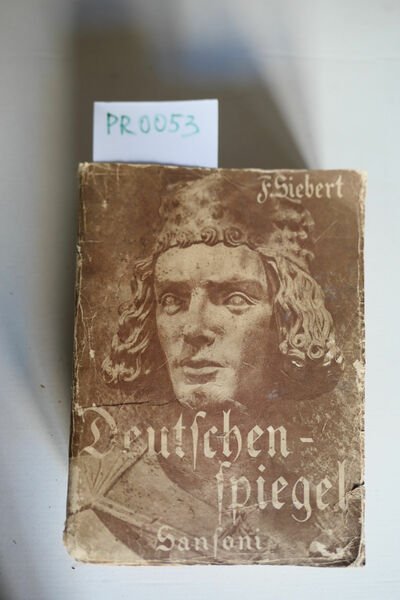 PR0053
F. Siebert
Deutſchen-
ſpiegel
Sanſoni